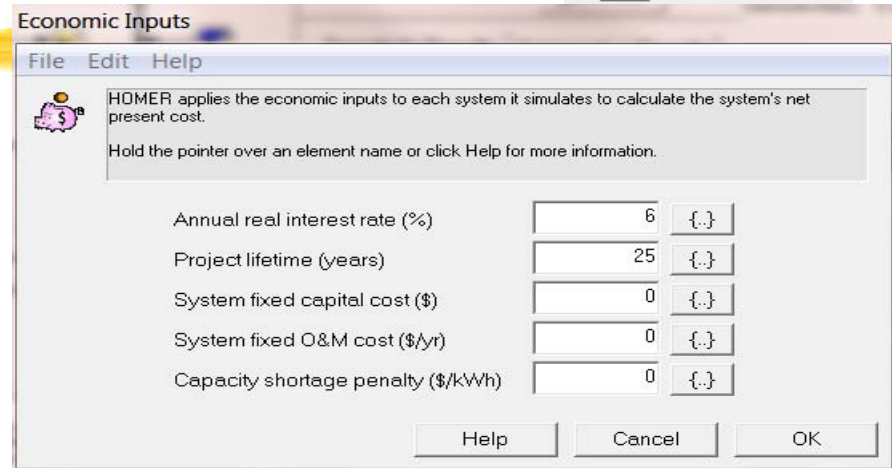 Economic Inputs
File Edit Help
HOMER applies the economic inputs to each system it simulates to calculate the system's net
present cost.
Hold the pointer over an element name or click Help for more information.
Annual real interest rate (%) 6 {..}
Project lifetime (years) 25 {..}
System fixed capital cost ($) 0 {..}
System fixed O&M cost ($/yr) 0 {..}
Capacity shortage penalty ($/kWh) 0 {..}
Help Cancel OK